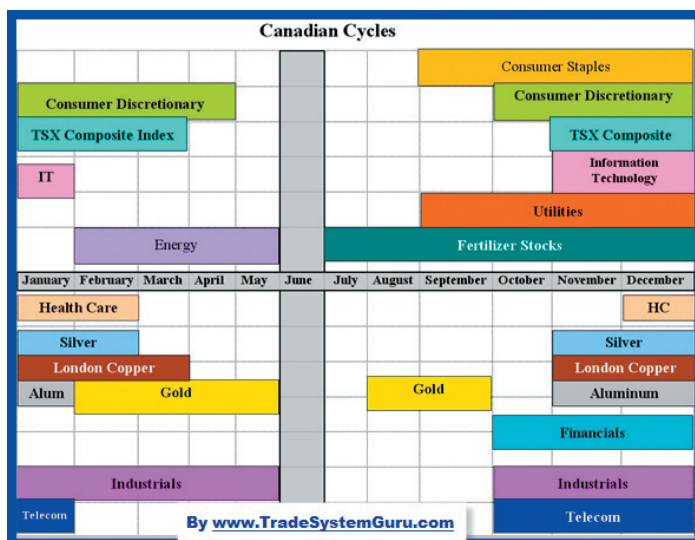 Canadian Cycles
Consumer Staples
Consumer Discretionary
Consumer Discretionary
TSX Composite Index
TSX Composite
IT
Information
Technology
Utilities
Energy
Fertilizer Stocks
January February March April May June July August September October November December
Health Care
HC
Silver
Silver
London Copper
London Copper
Alum
Gold
Gold
Aluminum
Financials
Industrials
Industrials
Telecom
Telecom
By www.TradeSystemGuru.com